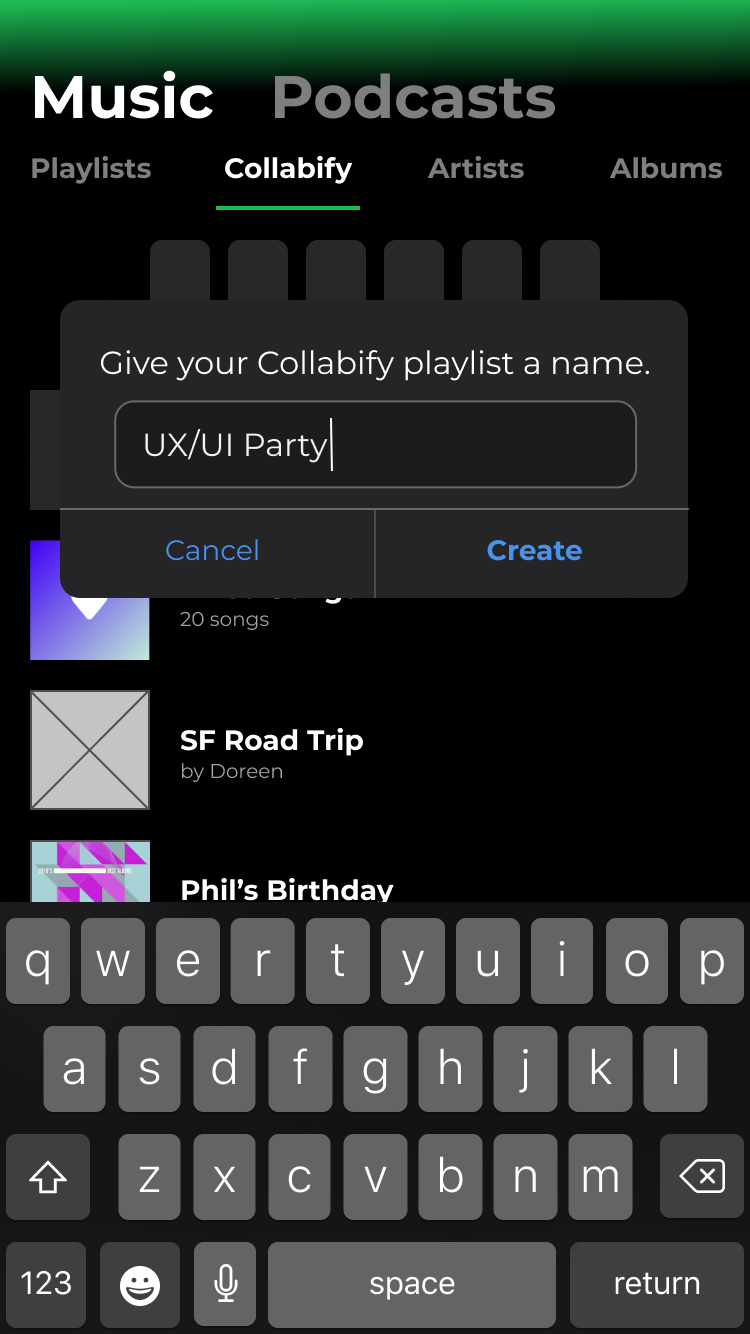 Music Podcasts
Playlists Collabify Artists Albums
Give your Collabify playlist a name.
UX/UI Party
Cancel Create
20 songs
SF Road Trip
by Doreen
Phil’s Birthday
q w e r t y u i o p
a s d f g h j k l
z x c v b n m
123 space return